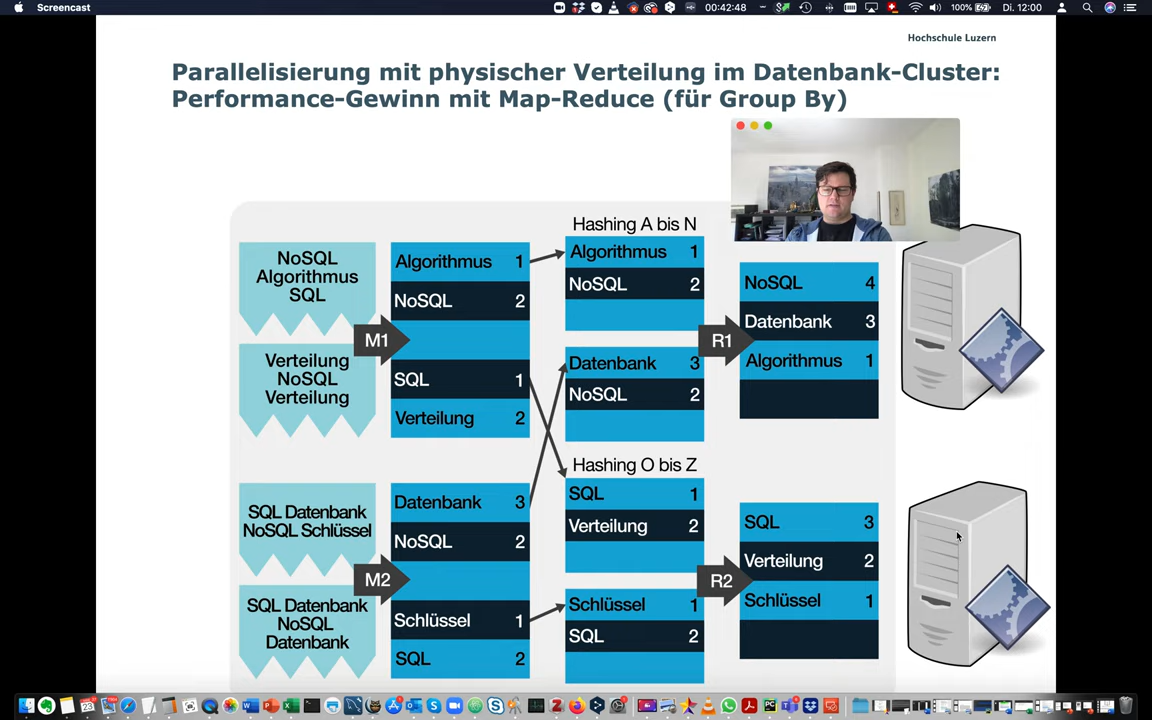 Screencast
00:42:48
100%
Di. 12:00
Hochschule Luzern
Parallelisierung mit physischer Verteilung im Datenbank-Cluster:
Performance-Gewinn mit Map-Reduce (für Group By)
NoSQL
Algorithmus
SQL
Verteilung
NoSQL
Verteilung
SQL Datenbank
NoSQL Schlüssel
SQL Datenbank
NoSQL
Datenbank
M1
M2
Algorithmus 1
NoSQL 2
SQL 1
Verteilung 2
Datenbank 3
NoSQL 2
Schlüssel 1
SQL 2
Hashing A bis N
Algorithmus 1
NoSQL 2
Datenbank 3
NoSQL 2
Hashing O bis Z
SQL 1
Verteilung 2
Schlüssel 1
SQL 2
R1
R2
NoSQL 4
Datenbank 3
Algorithmus 1
SQL 3
Verteilung 2
Schlüssel 1